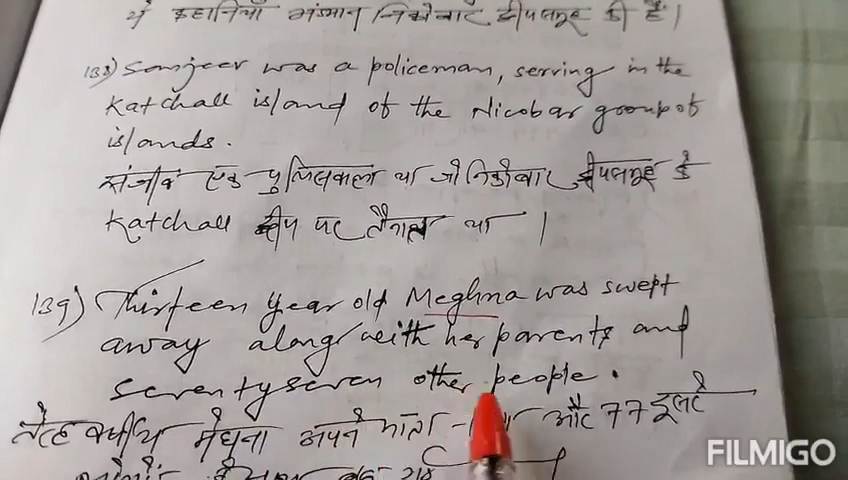 ये कहानियाँ अंडमान निकोबार द्वीपसमूह की हैं।
138) Sanjeev was a policeman, serving in the
Katchall island of the Nicobar group of
islands.
संजीव एक पुलिसवाला था जो निकोबार द्वीपसमूह के
Katchall द्वीप पर तैनात था ।
139) Thirteen year old Meghna was swept
away along with her parents and
seventyseven other people.
तेरह वर्षीय मेघना अपने माता- और 77 दूसरे
FILMIGO